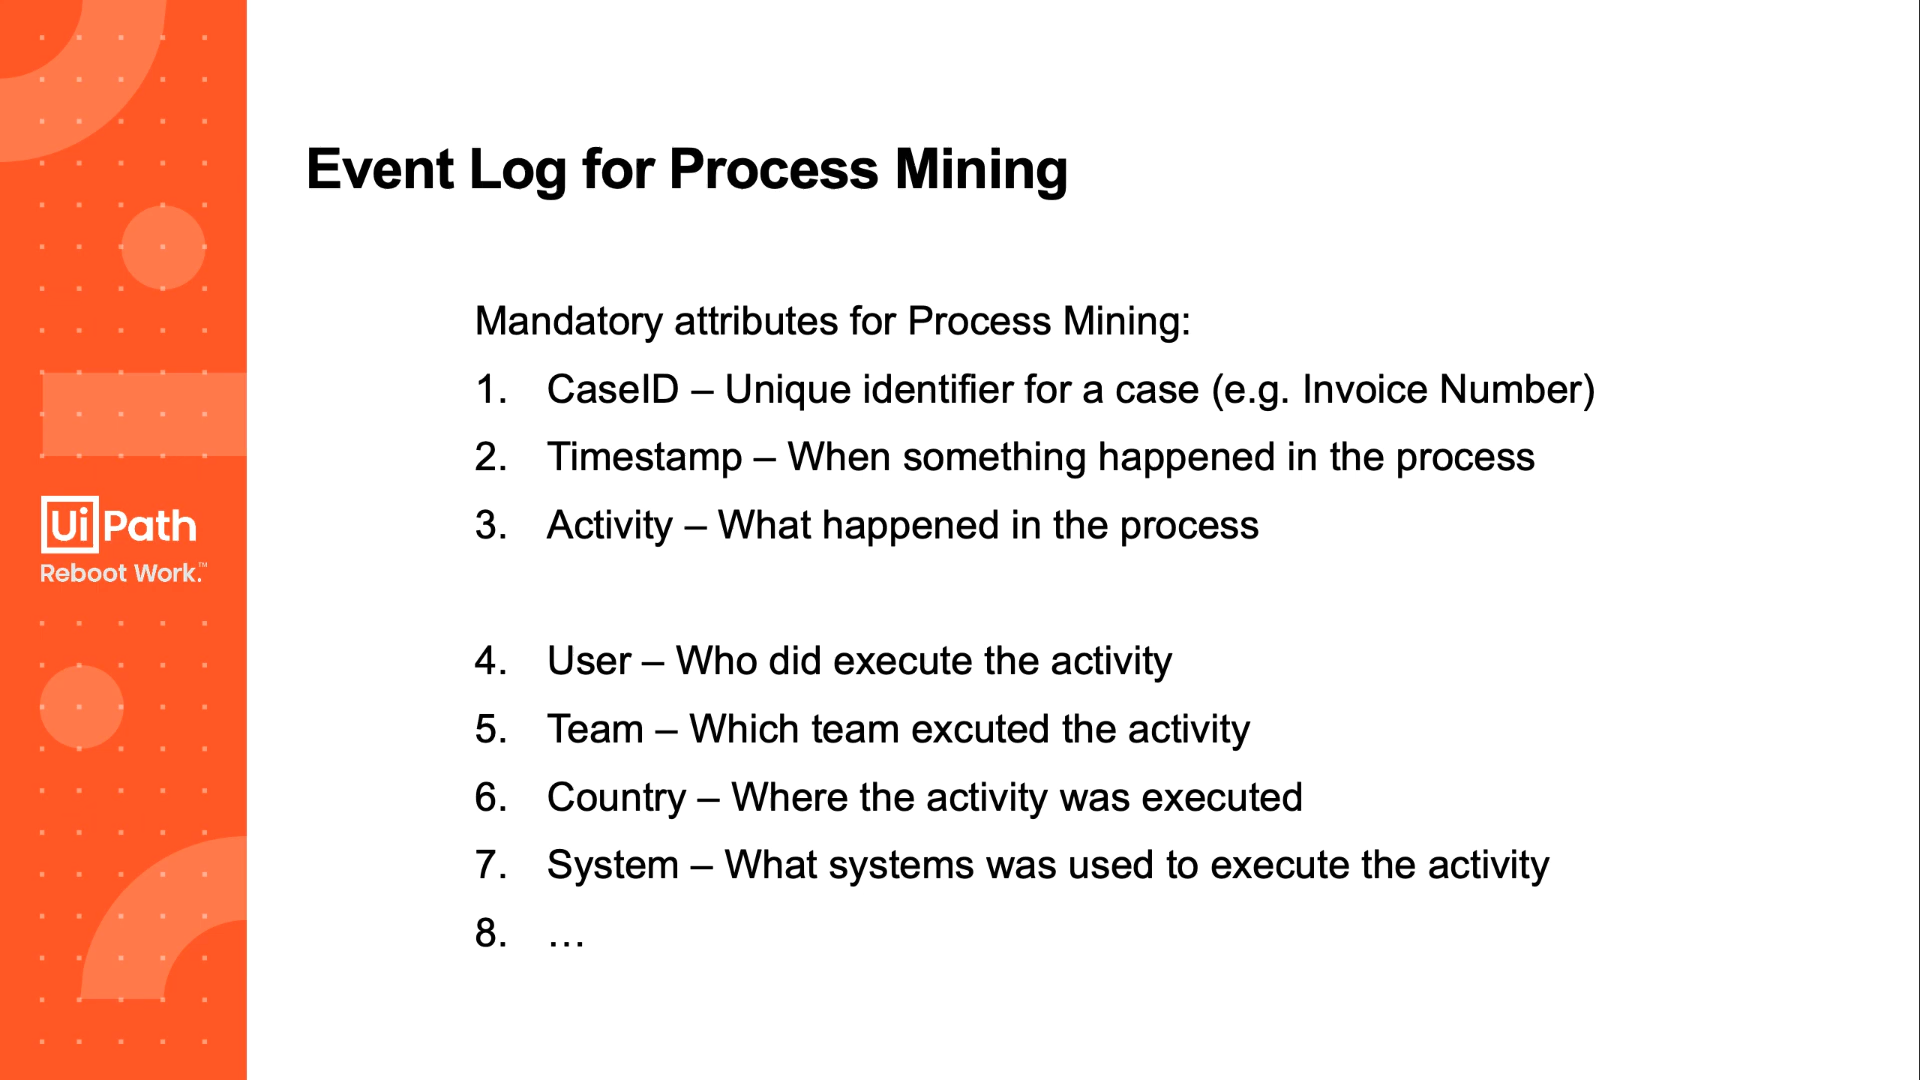 Event Log for Process Mining
Mandatory attributes for Process Mining:
1. CaseID – Unique identifier for a case (e.g. Invoice Number)
2. Timestamp – When something happened in the process
3. Activity – What happened in the process
4. User – Who did execute the activity
5. Team – Which team excuted the activity
6. Country – Where the activity was executed
7. System – What systems was used to execute the activity
8. …
UiPath
Reboot Work.™